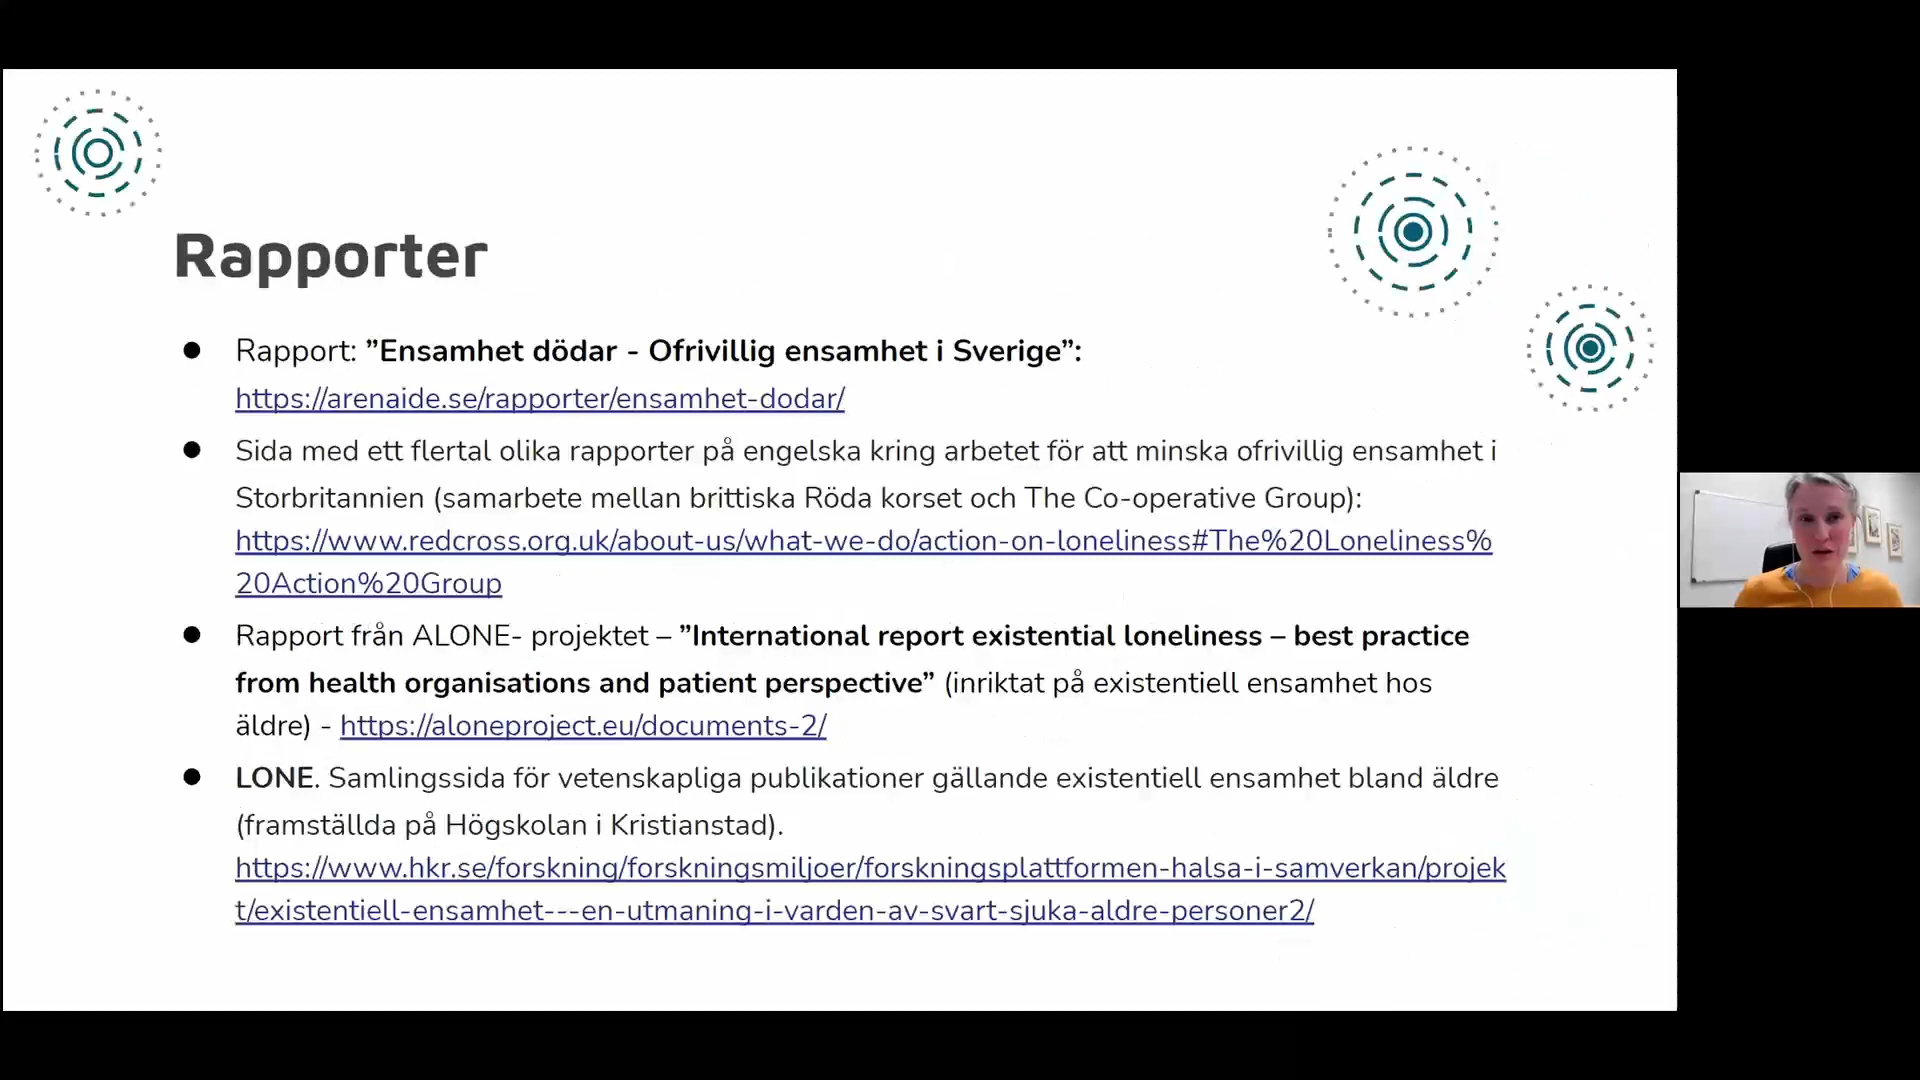 Rapporter
● Rapport: ”Ensamhet dödar - Ofrivillig ensamhet i Sverige”:
https://arenaide.se/rapporter/ensamhet-dodar/
● Sida med ett flertal olika rapporter på engelska kring arbetet för att minska ofrivillig ensamhet i
Storbritannien (samarbete mellan brittiska Röda korset och The Co-operative Group):
https://www.redcross.org.uk/about-us/what-we-do/action-on-loneliness#The%20Loneliness%
20Action%20Group
● Rapport från ALONE- projektet – ”International report existential loneliness – best practice
from health organisations and patient perspective” (inriktat på existentiell ensamhet hos
äldre) - https://aloneproject.eu/documents-2/
● LONE. Samlingssida för vetenskapliga publikationer gällande existentiell ensamhet bland äldre
(framställda på Högskolan i Kristianstad).
https://www.hkr.se/forskning/forskningsmiljoer/forskningsplattformen-halsa-i-samverkan/projek
t/existentiell-ensamhet---en-utmaning-i-varden-av-svart-sjuka-aldre-personer2/